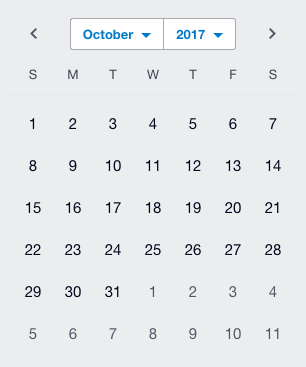 October 2017
S M T W T F S
1 2 3 4 5 6 7
8 9 10 11 12 13 14
15 16 17 18 19 20 21
22 23 24 25 26 27 28
29 30 31 1 2 3 4
5 6 7 8 9 10 11